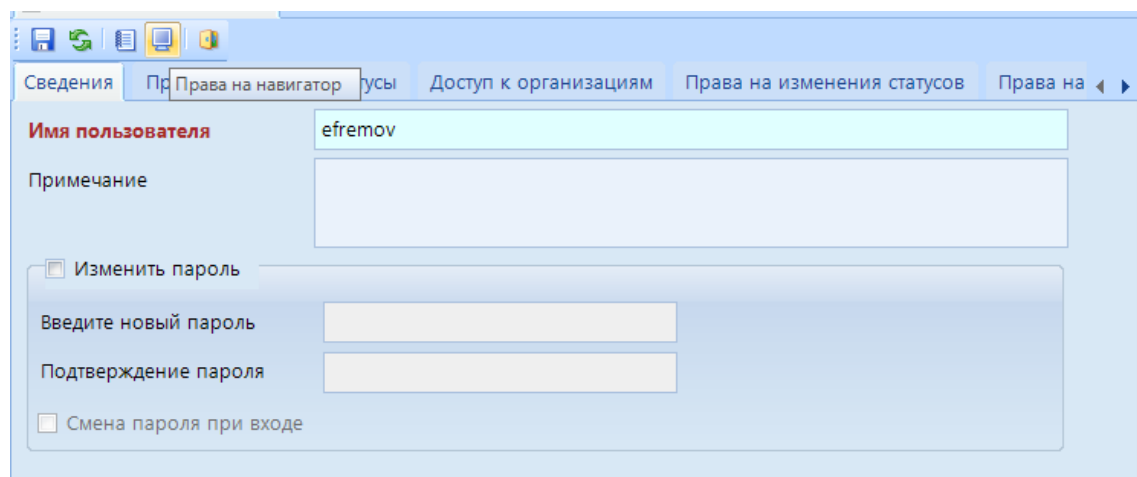 Сведения Пр Права на навигатор усы Доступ к организациям Права на изменения статусов Права на
Имя пользователя efremov
Примечание
Изменить пароль
Введите новый пароль
Подтверждение пароля
Смена пароля при входе